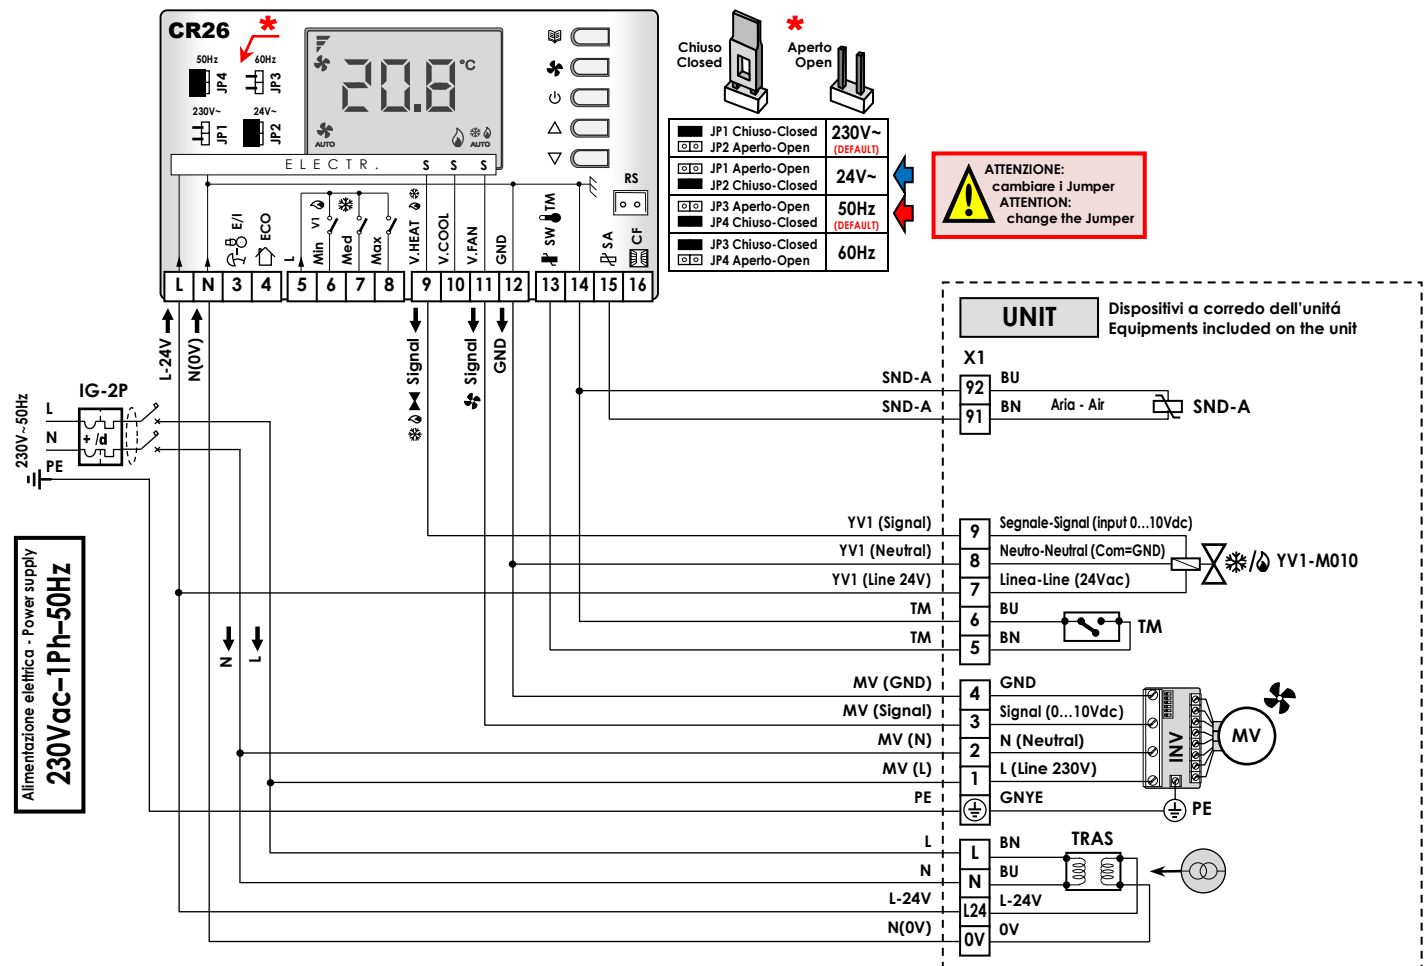 CR26
*
50Hz
60Hz
JP4
JP3
230V~
24V~
JP1
JP2
20.8°C
AUTO
AUTO
ELECTR.
S S S
E/I
ECO
L
Min
V1
Med
Max
V.HEAT
V.COOL
V.FAN
GND
SW
TM
SA
RS
CF
L N 3 4 5 6 7 8 9 10 11 12 13 14 15 16
Chiuso
Closed
*
Aperto
Open
JP1 Chiuso-Closed
JP2 Aperto-Open
230V~
(DEFAULT)
JP1 Aperto-Open
JP2 Chiuso-Closed
24V~
JP3 Aperto-Open
JP4 Chiuso-Closed
50Hz
(DEFAULT)
JP3 Chiuso-Closed
JP4 Aperto-Open
60Hz
ATTENZIONE:
cambiare i Jumper
ATTENTION:
change the Jumper
L-24V
N(0V)
Signal
Signal
GND
IG-2P
230V~50Hz
L
N
PE
+ /d
N
L
Alimentazione elettrica - Power supply
230Vac–1Ph–50Hz
UNIT
Dispositivi a corredo dell'unitá
Equipments included on the unit
X1
SND-A 92 BU
SND-A 91 BN
Aria - Air
SND-A
YV1 (Signal) 9 Segnale-Signal (input 0...10Vdc)
YV1 (Neutral) 8 Neutro-Neutral (Com=GND)
YV1 (Line 24V) 7 Linea-Line (24Vac)
/
YV1-M010
TM 6 BU
TM 5 BN
TM
MV (GND) 4 GND
MV (Signal) 3 Signal (0...10Vdc)
MV (N) 2 N (Neutral)
MV (L) 1 L (Line 230V)
PE GNYE
INV
MV
PE
L L BN
N N BU
L-24V L24 L-24V
N(0V) 0V 0V
TRAS